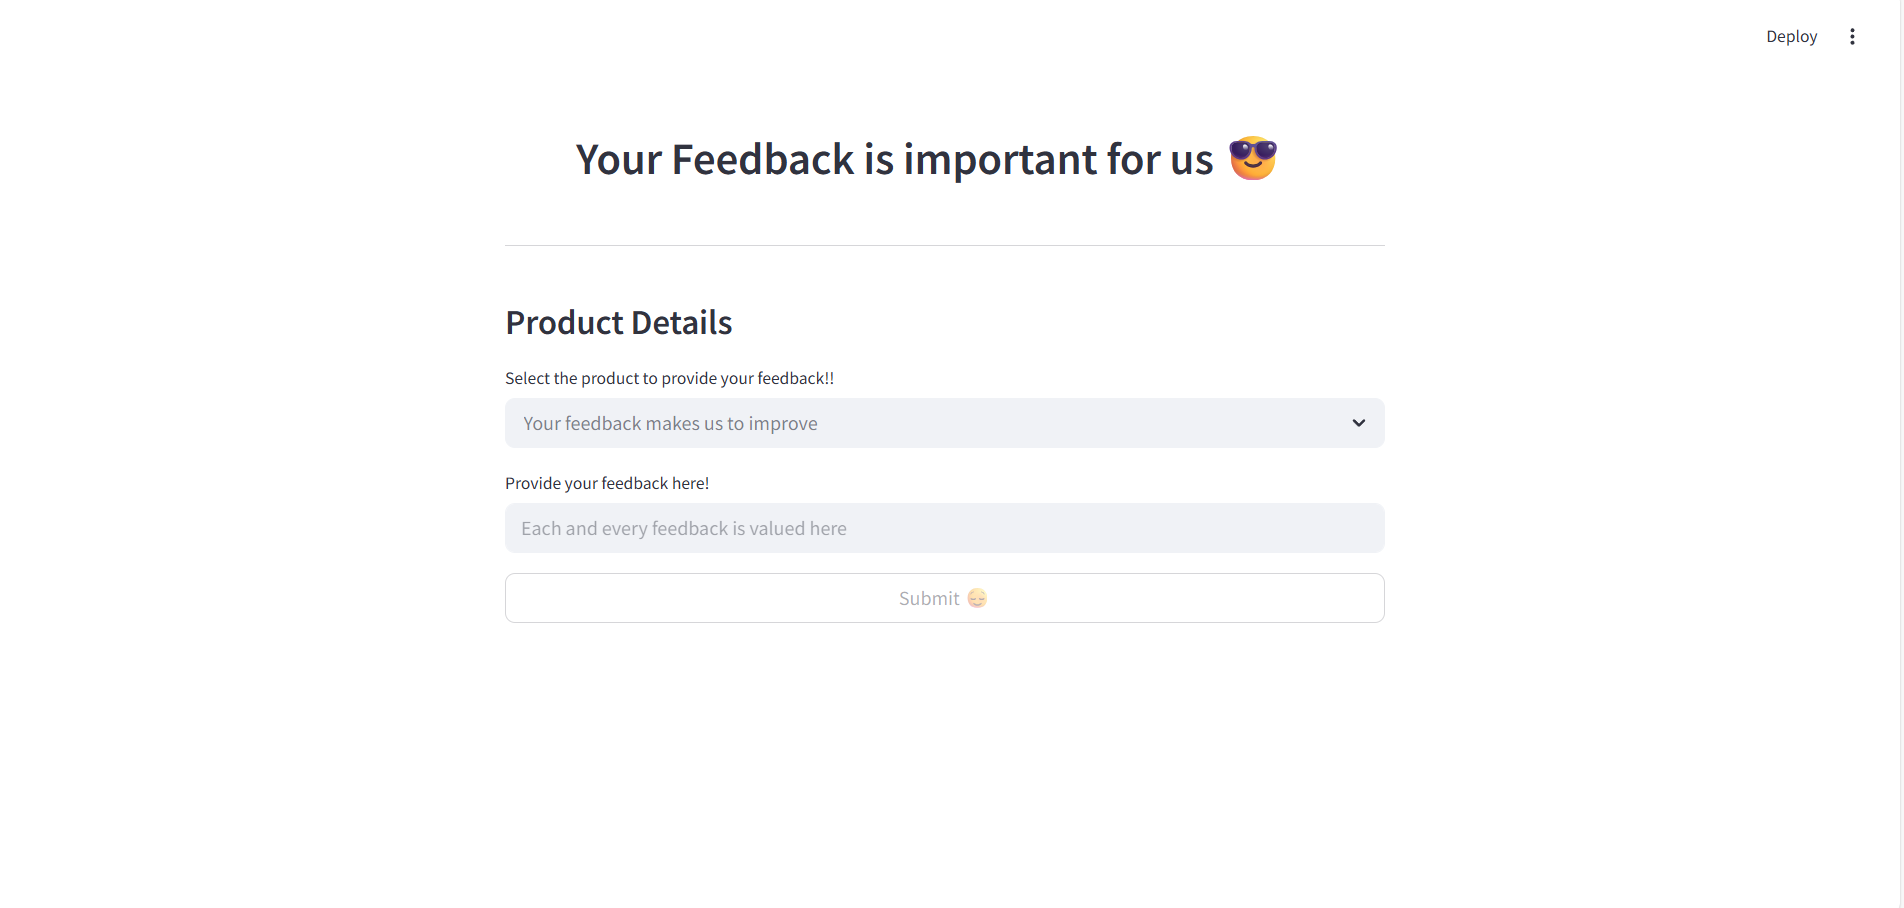 Deploy
Your Feedback is important for us 😎
Product Details
Select the product to provide your feedback!!
Your feedback makes us to improve
Provide your feedback here!
Each and every feedback is valued here
Submit 😌